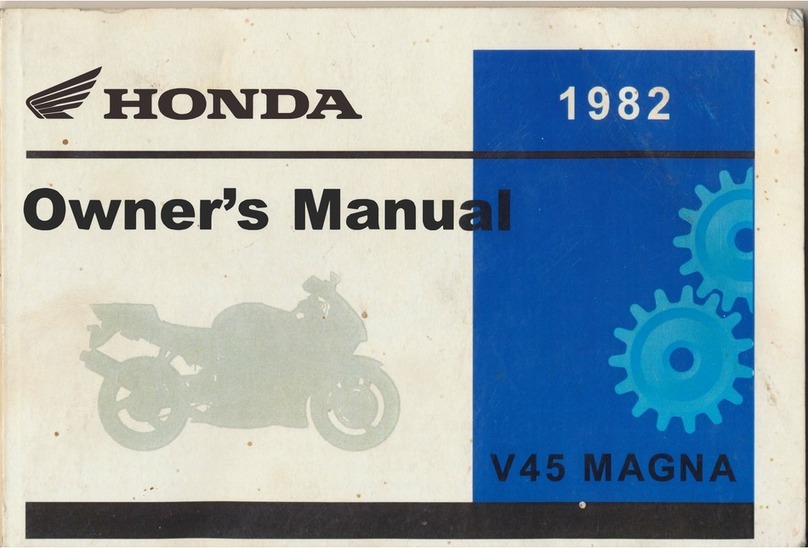 HONDA
1982
Owner's Manual
V45 MAGNA